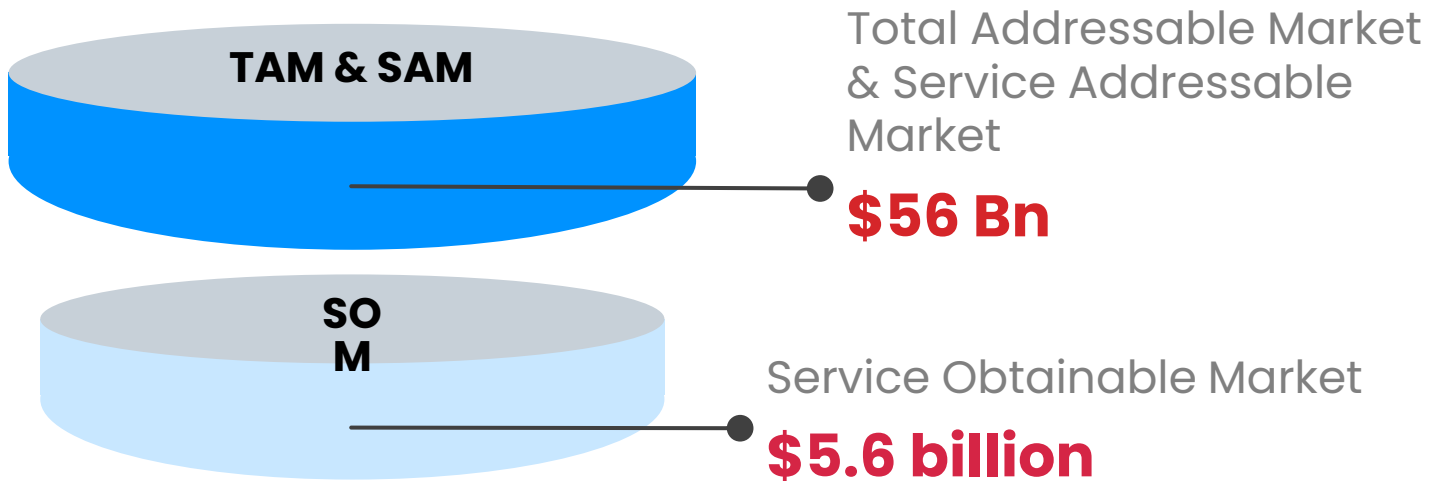 TAM & SAM
Total Addressable Market
& Service Addressable
Market
$56 Bn
SO
M
Service Obtainable Market
$5.6 billion